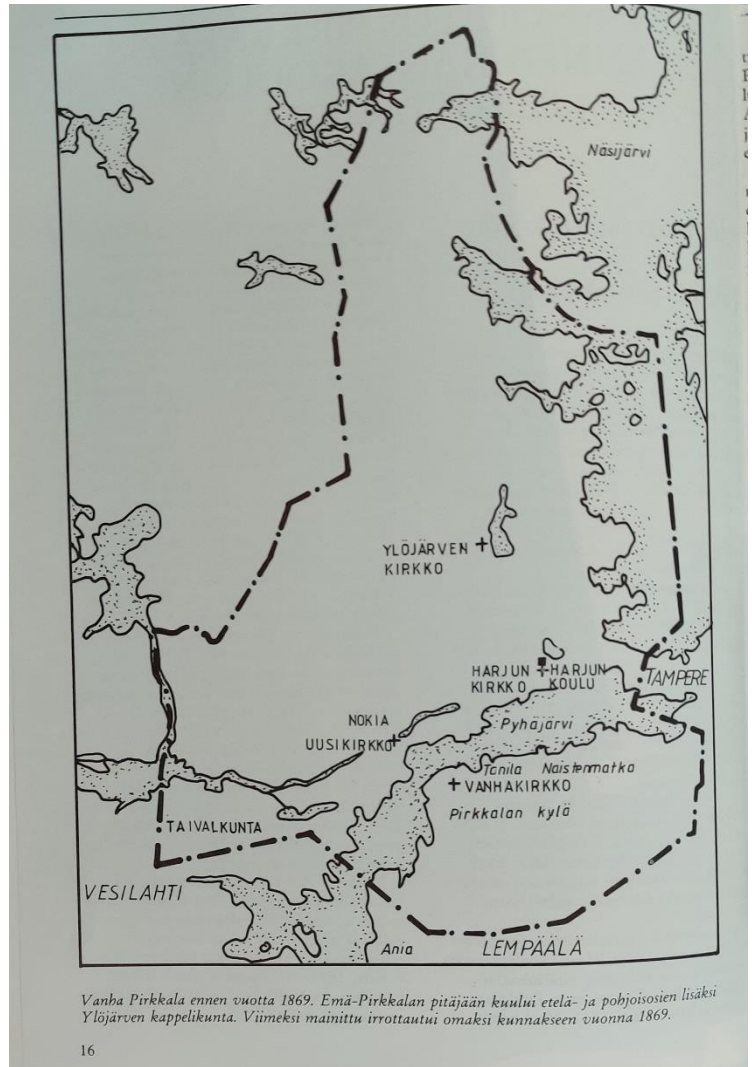 Näsijärvi
YLÖJÄRVEN
KIRKKO
HARJUN
KIRKKO
HARJUN
KOULU
TAMPERE
NOKIA
UUSIKIRKKO
Pyhäjärvi
Tanila Naistenmatka
VANHAKIRKKO
Pirkkalan kylä
TAIVALKUNTA
VESILAHTI
Ania
LEMPÄÄLÄ
Vanha Pirkkala ennen vuotta 1869. Emä-Pirkkalan pitäjään kuului etelä- ja pohjoisosien lisäksi
Ylöjärven kappelikunta. Viimeksi mainittu irrottautui omaksi kunnakseen vuonna 1869.
16